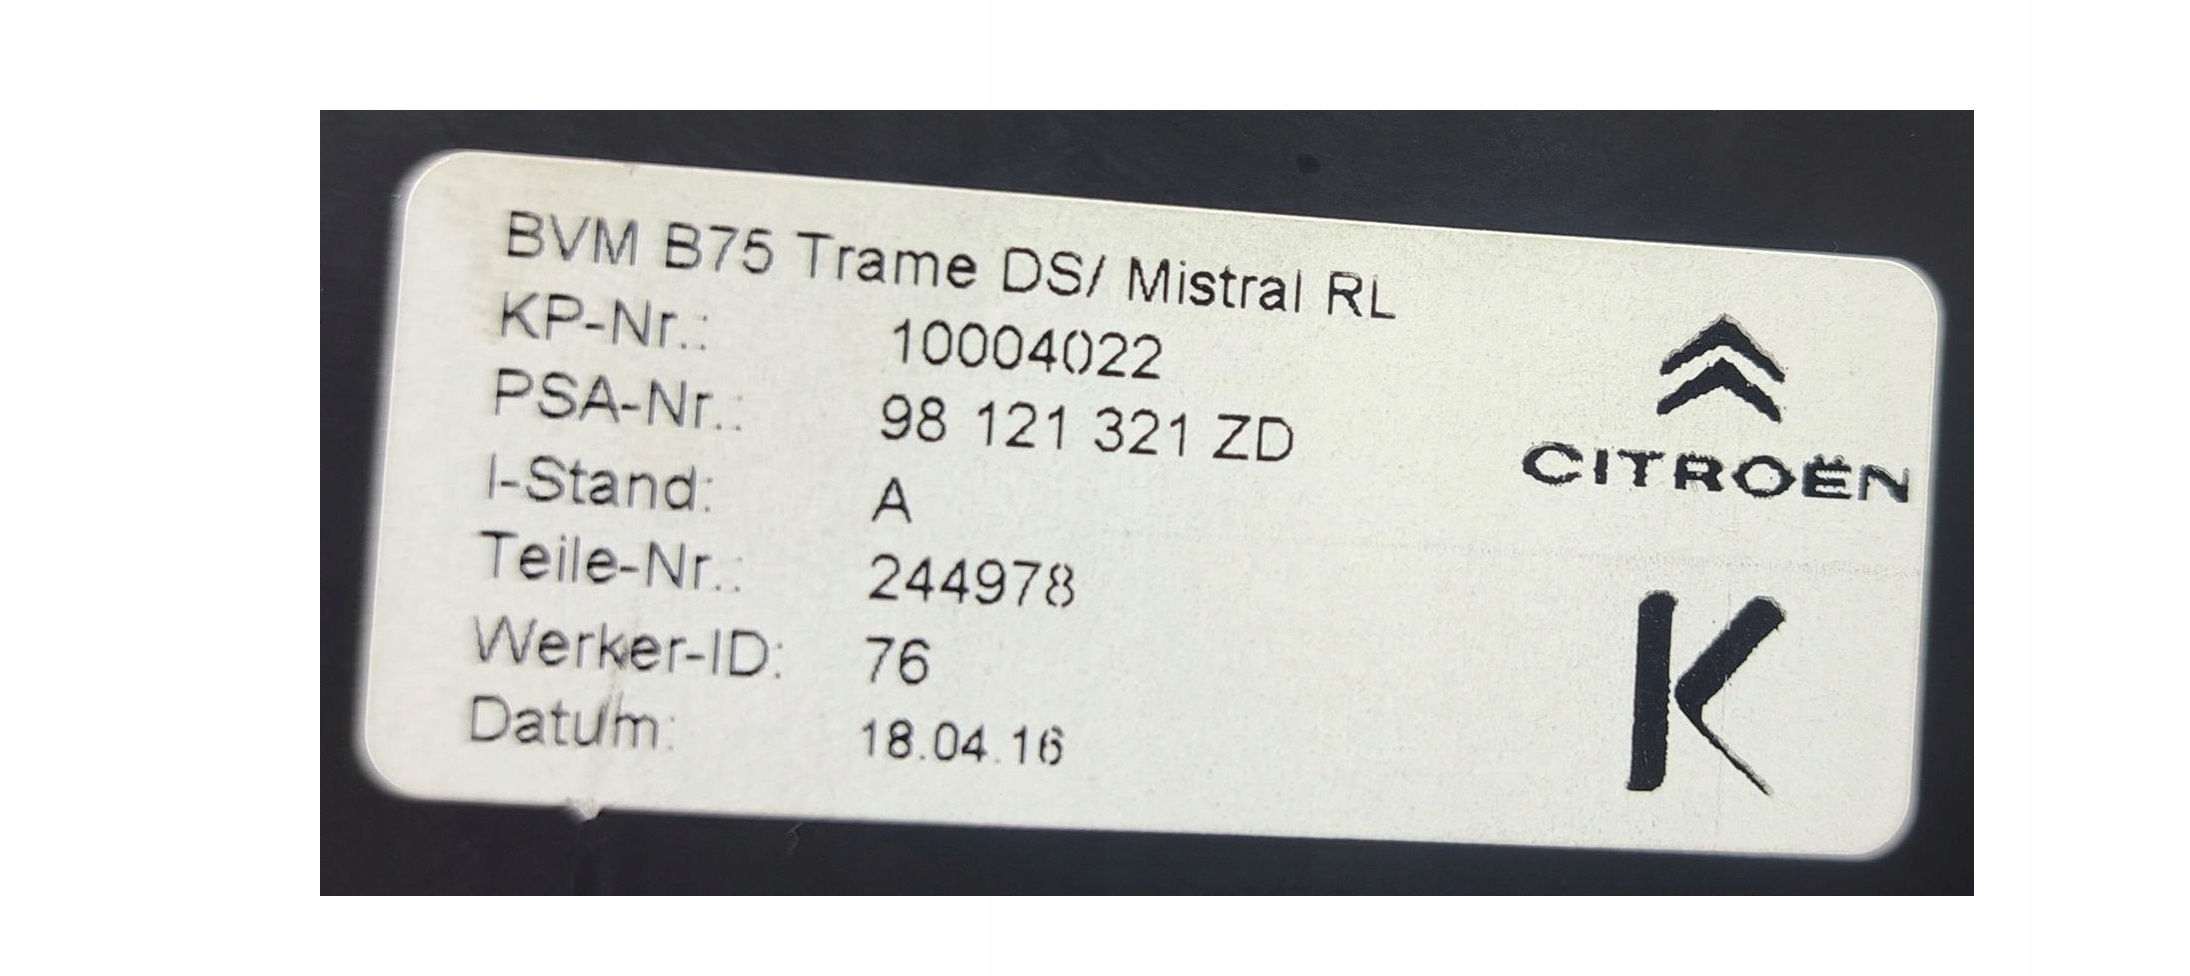 BVM B75 Trame DS/ Mistral RL
KP-Nr.: 10004022
PSA-Nr.: 98 121 321 ZD
I-Stand: A
Teile-Nr.: 244978
Werker-ID: 76
Datum: 18.04.16
CITROËN
K